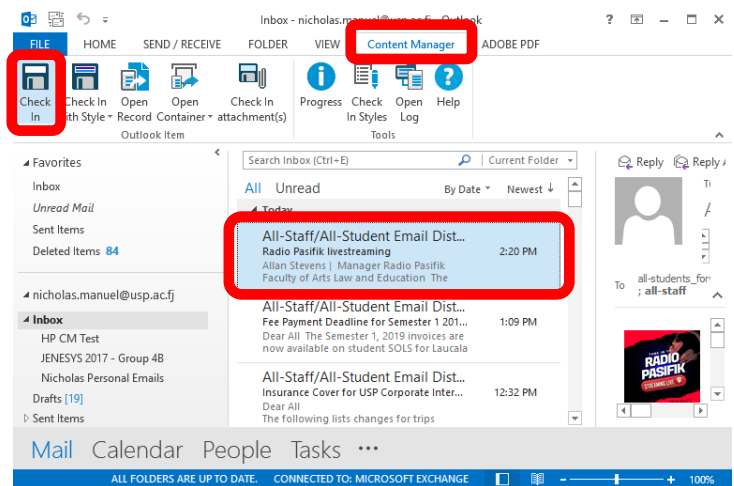 Inbox - nicholas.manuel@usp.ac.fj - Outlook
FILE HOME SEND / RECEIVE FOLDER VIEW Content Manager ADOBE PDF
Check In
Check In with Style
Open Record
Open Container
Check In attachment(s)
Progress
Check In Styles
Open Log
Help
Outlook Item
Tools
Favorites
Inbox
Unread Mail
Sent Items
Deleted Items 84
nicholas.manuel@usp.ac.fj
Inbox
HP CM Test
JENESYS 2017 - Group 4B
Nicholas Personal Emails
Drafts [19]
Sent Items
Search Inbox (Ctrl+E) Current Folder
All Unread By Date Newest ↓
Today
All-Staff/All-Student Email Dist...
Radio Pasifik livestreaming 2:20 PM
Allan Stevens | Manager Radio Pasifik
Faculty of Arts Law and Education The
All-Staff/All-Student Email Dist...
Fee Payment Deadline for Semester 1 201... 1:09 PM
Dear All The Semester 1, 2019 invoices are
now available on student SOLS for Laucala
All-Staff/All-Student Email Dist...
Insurance Cover for USP Corporate Inter... 12:32 PM
Dear All
The following lists changes for trips
Reply Reply
To all-students_for
; all-staff
RADIO
PASIFIK
STREAMING LIVE
Mail Calendar People Tasks ···
ALL FOLDERS ARE UP TO DATE. CONNECTED TO: MICROSOFT EXCHANGE 100%